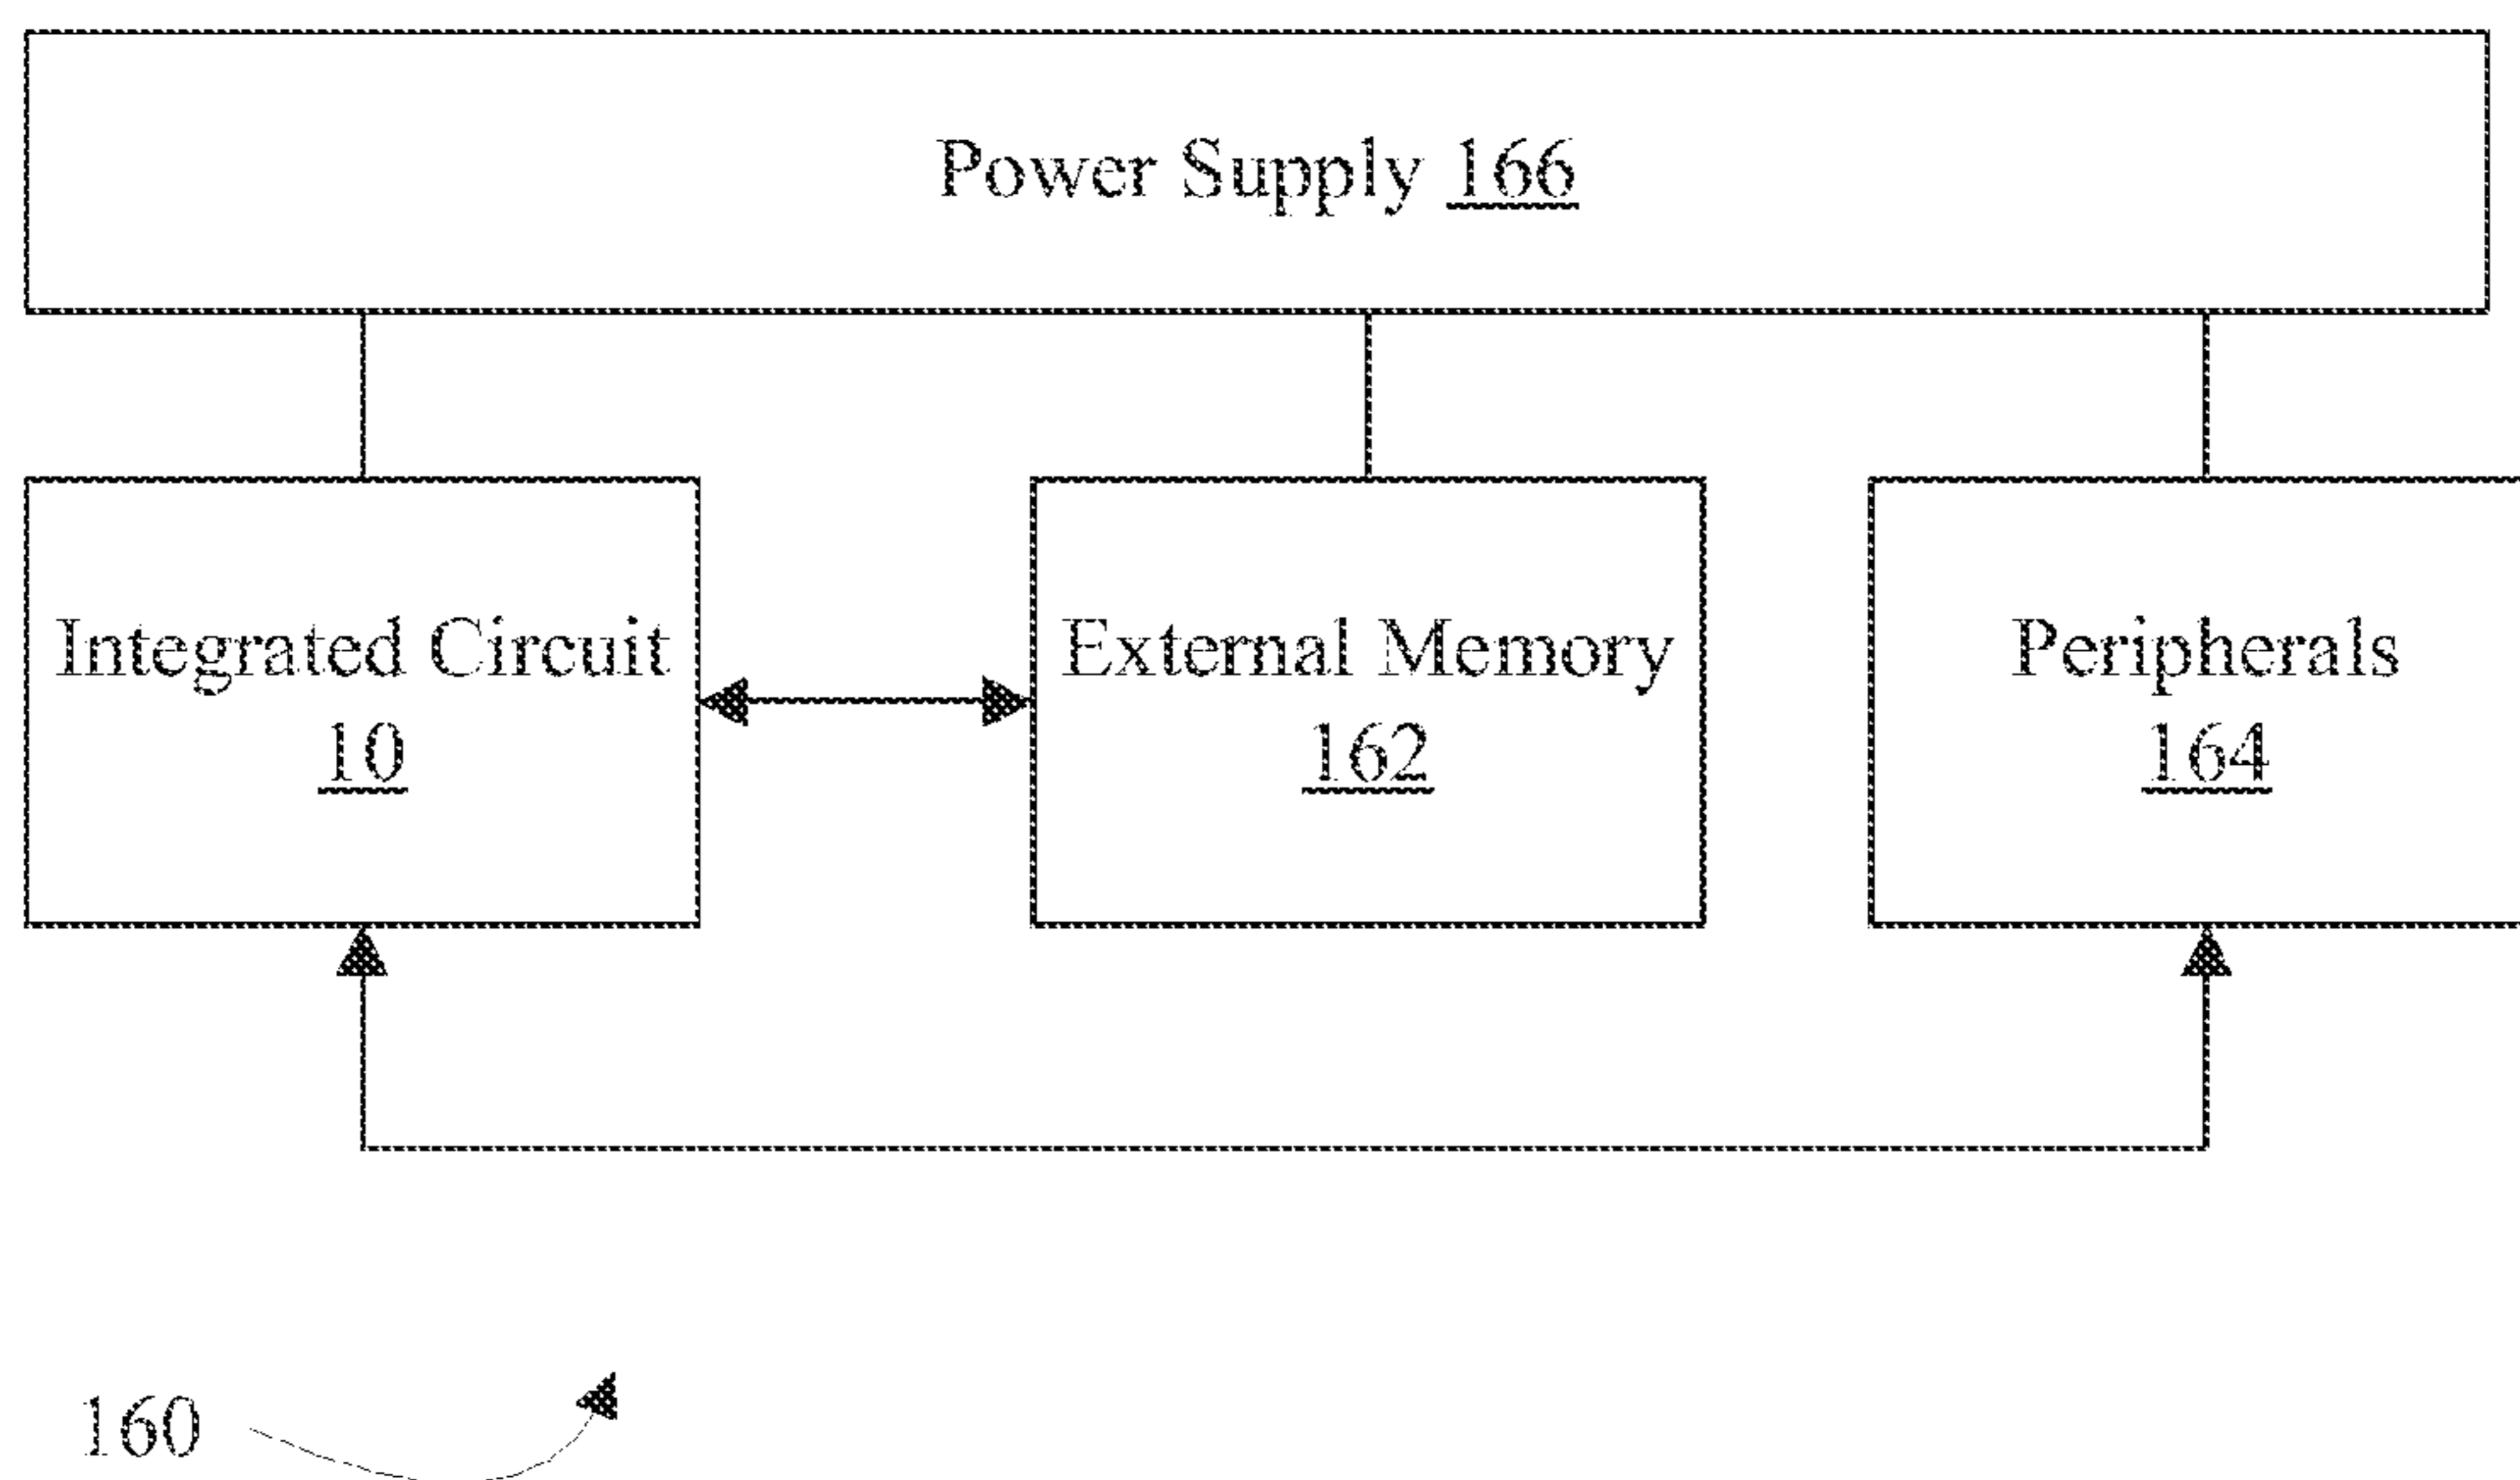 Power Supply 166
Integrated Circuit
10
External Memory
162
Peripherals
164
160